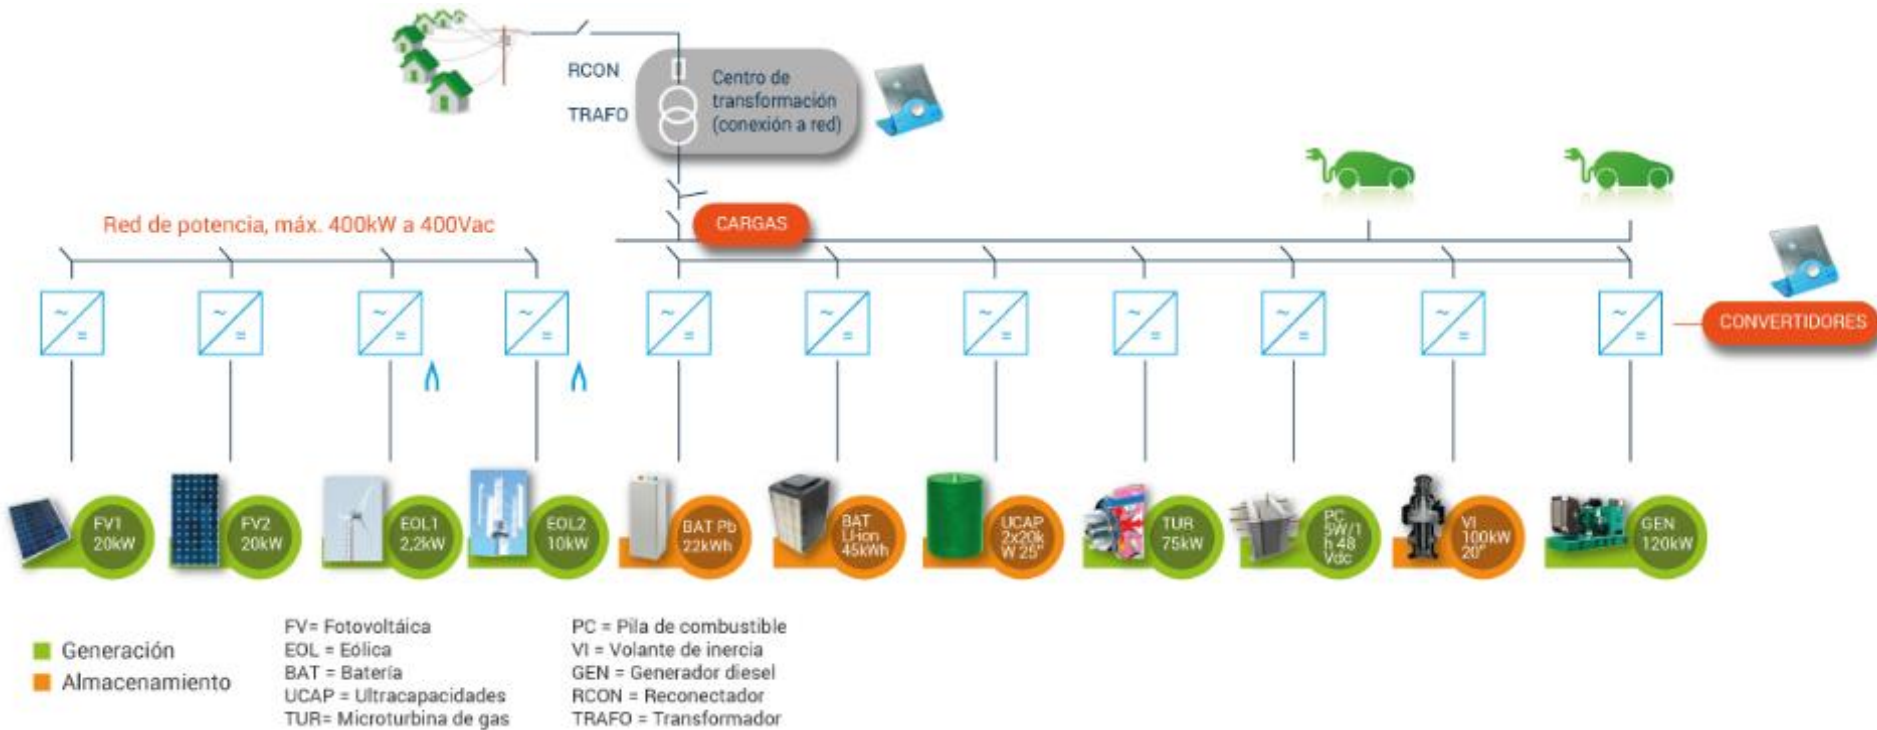 RCON
TRAFO
Centro de
transformación
(conexión a red)
Red de potencia, máx. 400kW a 400Vac
CARGAS
~
=
~
=
~
=
~
=
~
=
~
=
~
=
~
=
~
=
~
=
~
=
CONVERTIDORES
FV1
20kW
FV2
20kW
EOL1
2,2kW
EOL2
10kW
BAT Pb
22kWh
BAT
Li-ion
45kWh
UCAP
2x20k
W 25"
TUR
75kW
PC
5W/1
h 48
Vdc
VI
100kW
20"
GEN
120kW
Generación
Almacenamiento
FV= Fotovoltáica
EOL = Eólica
BAT = Batería
UCAP = Ultracapacidades
TUR= Microturbina de gas
PC = Pila de combustible
VI = Volante de inercia
GEN = Generador diesel
RCON = Reconectador
TRAFO = Transformador